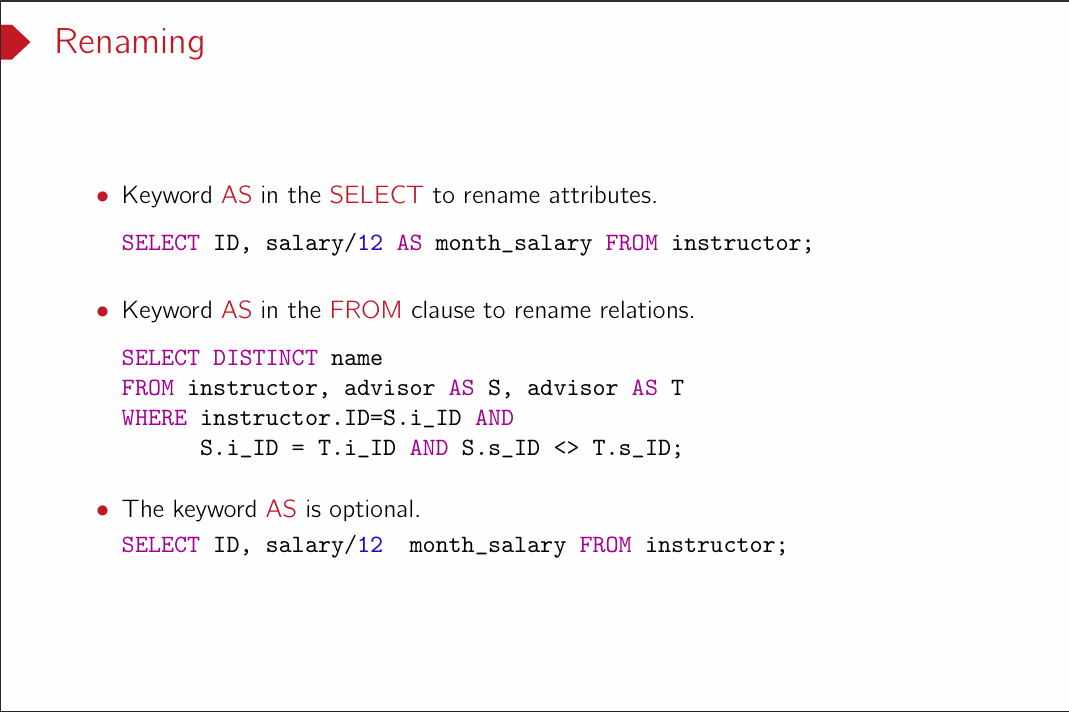 Renaming
• Keyword AS in the SELECT to rename attributes.
SELECT ID, salary/12 AS month_salary FROM instructor;
• Keyword AS in the FROM clause to rename relations.
SELECT DISTINCT name
FROM instructor, advisor AS S, advisor AS T
WHERE instructor.ID=S.i_ID AND
S.i_ID = T.i_ID AND S.s_ID <> T.s_ID;
• The keyword AS is optional.
SELECT ID, salary/12  month_salary FROM instructor;